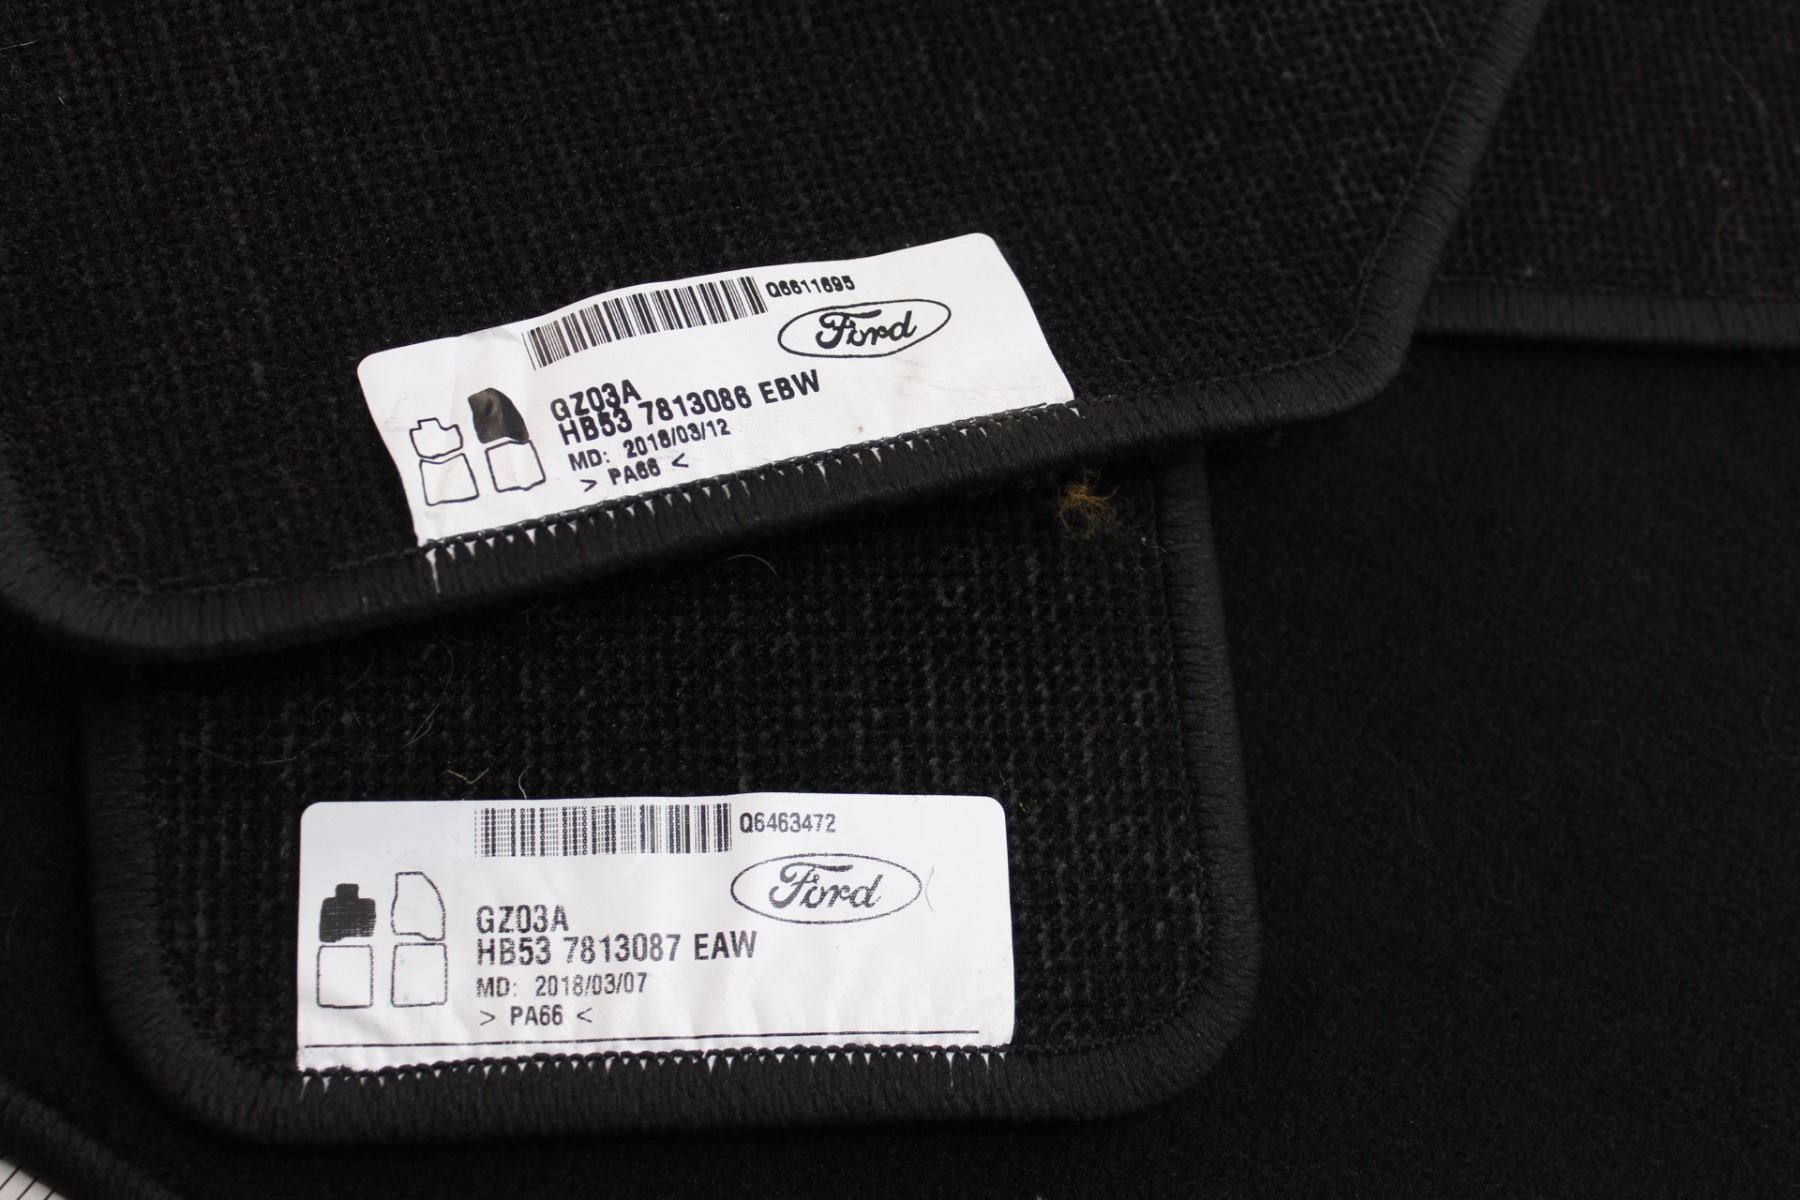 Q6611695
Ford
GZ03A
HB53 7813086 EBW
MD: 2018/03/12
> PA66 <
Q6463472
Ford
GZ03A
HB53 7813087 EAW
MD: 2018/03/07
> PA66 <